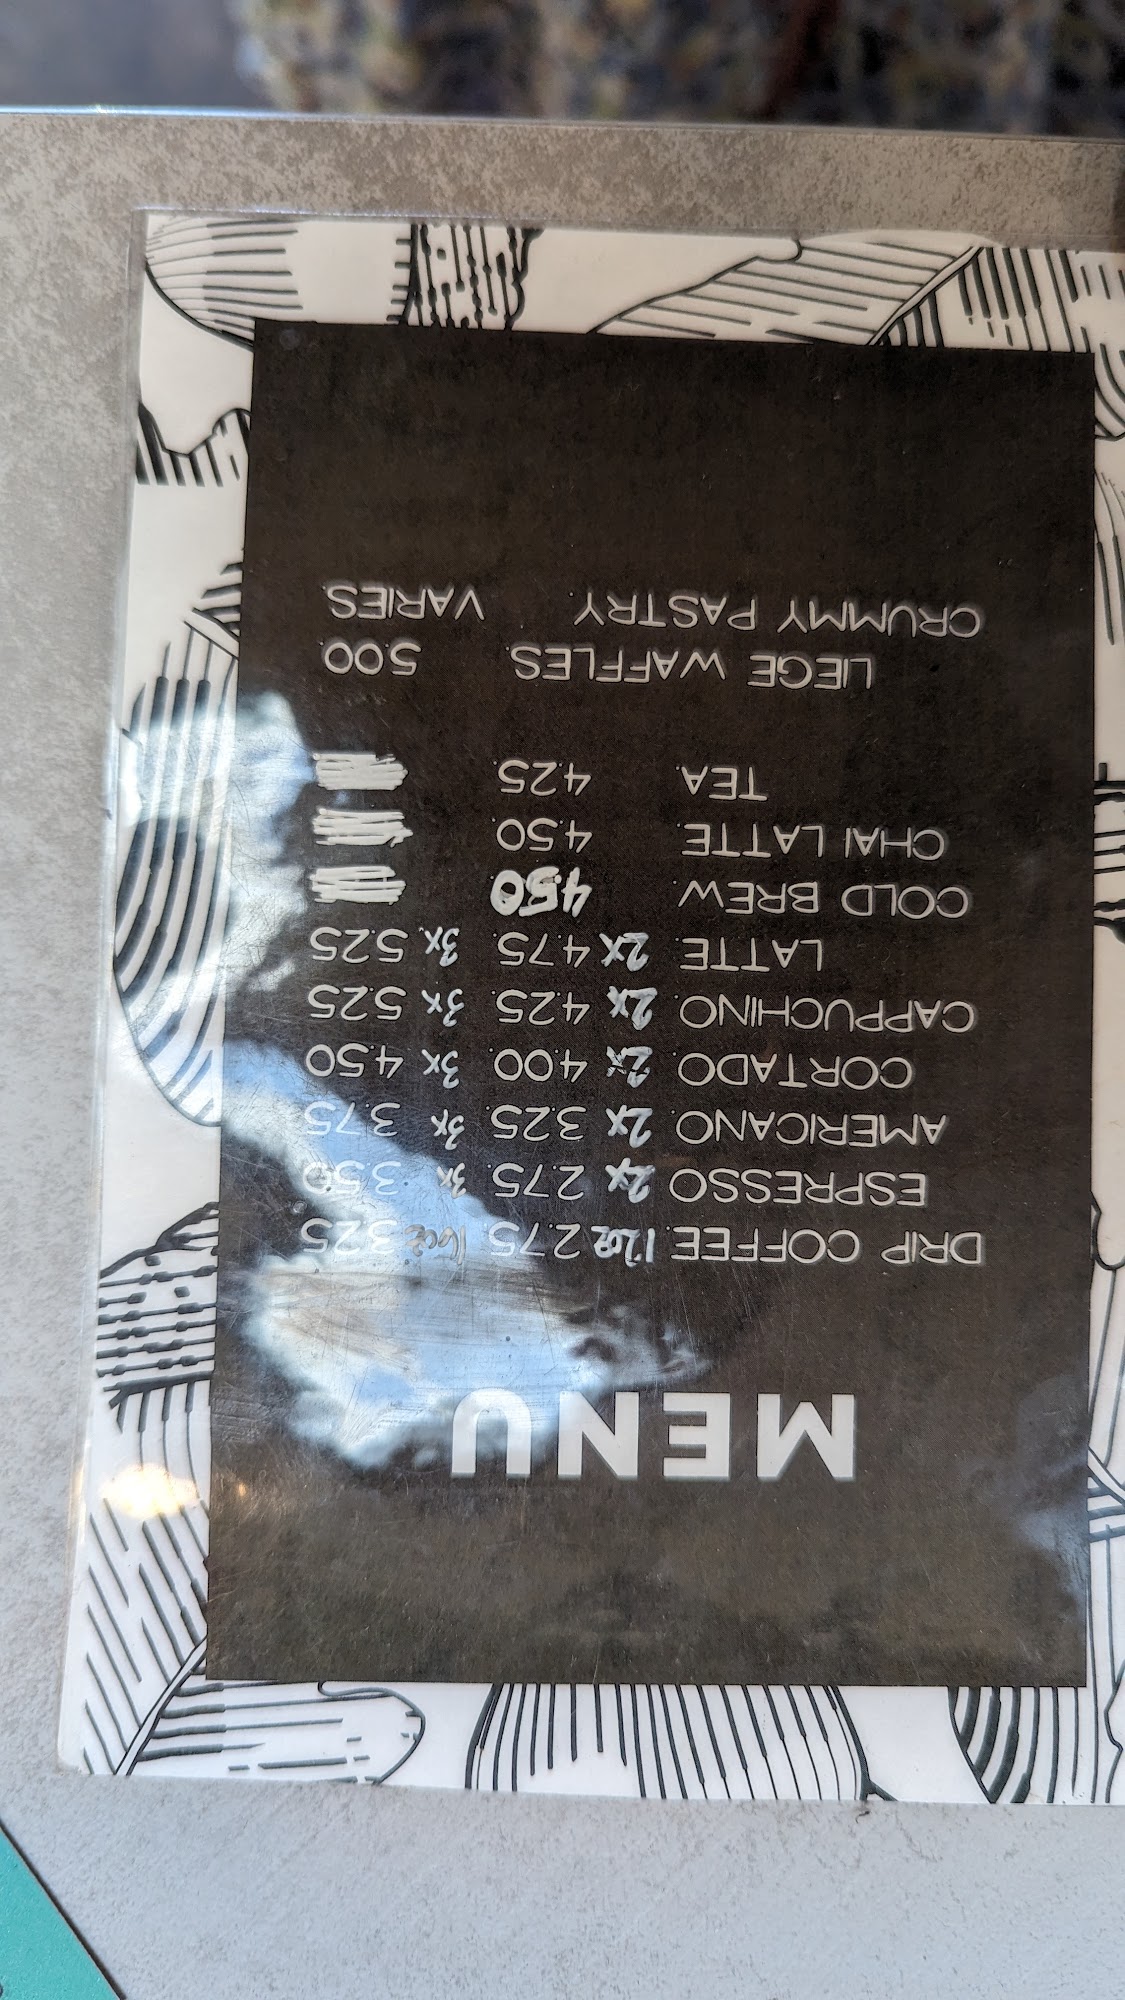 MENU
DRIP COFFEE. 12oz 2.75. 16oz 3.25
ESPRESSO 2x 2.75. 3x 3.50
AMERICANO. 2x 3.25. 3x 3.75
CORTADO. 2x 4.00. 3x 4.50
CAPPUCHINO. 2x 4.25. 3x 5.25
LATTE. 2x 4.75. 3x 5.25
COLD BREW. 4.50
CHAI LATTE. 4.50
TEA. 4.25
LIEGE WAFFLES. 5.00
CRUMMY PASTRY. VARIES